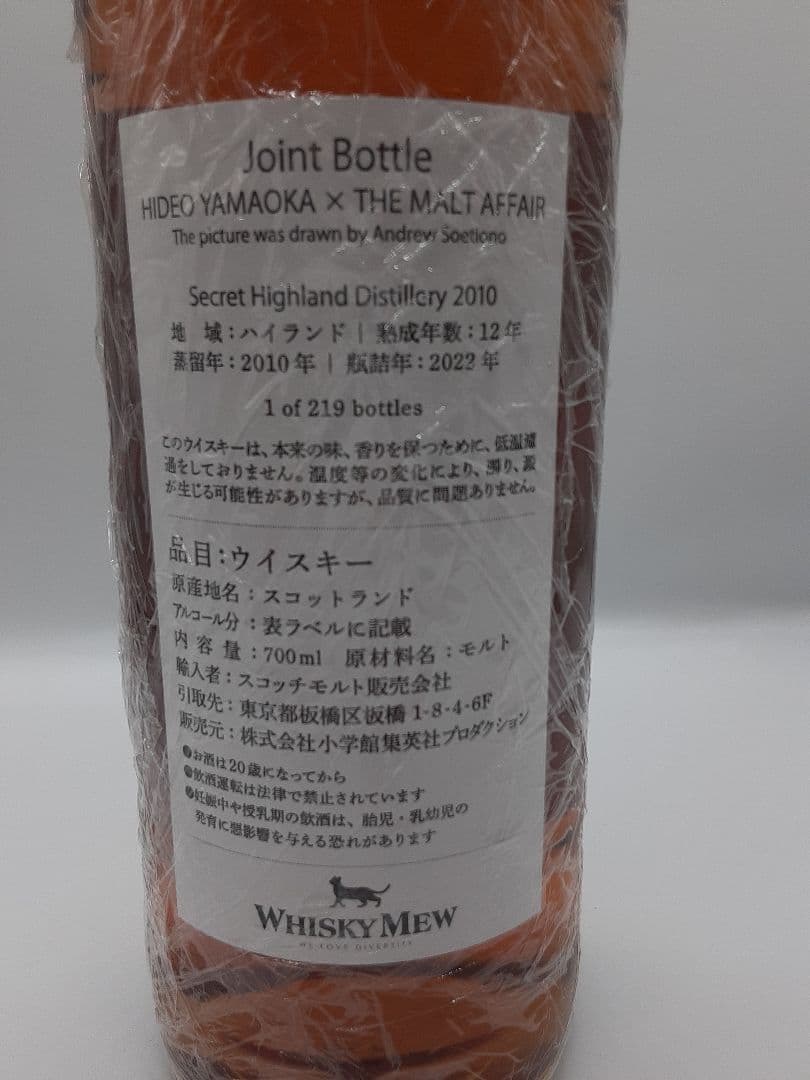 Joint Bottle
HIDEO YAMAOKA × THE MALT AFFAIR
The picture was drawn by Andrew Soetiono
Secret Highland Distillery 2010
地 域：ハイランド | 熟成年数：12年
蒸留年：2010年 | 瓶詰年：2022年
1 of 219 bottles
このウイスキーは、本来の味、香りを保つために、低温濾
過をしておりません。温度等の変化により、濁り、澱
が生じる可能性がありますが、品質に問題ありません。
品目：ウイスキー
原産地名：スコットランド
アルコール分：表ラベルに記載
内 容 量：700ml 原材料名：モルト
輸入者：スコッチモルト販売会社
引取先：東京都板橋区板橋 1-8-4-6F
販売元：株式会社小学館集英社プロダクション
●お酒は20歳になってから
●飲酒運転は法律で禁止されています
●妊娠中や授乳期の飲酒は、胎児・乳幼児の
発育に悪影響を与える恐れがあります
WHISKY MEW
WE LOVE DIVERSITY